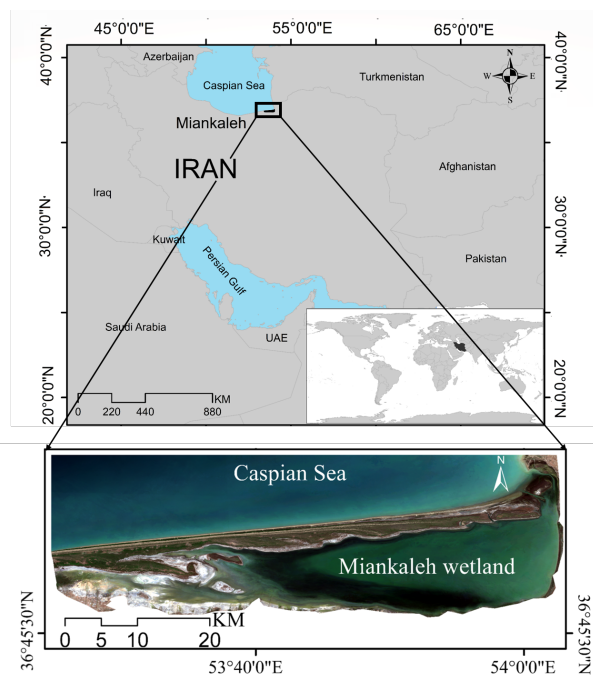 45°0'0"E 55°0'0"E 65°0'0"E
40°0'0"N 40°0'0"N
Azerbaijan
N
W E
S
Caspian Sea
Turkmenistan
Miankaleh
IRAN
Afghanistan
Iraq
30°0'0"N 30°0'0"N
Kuwait
Persian Gulf
Pakistan
Saudi Arabia
UAE
20°0'0"N 20°0'0"N
KM
0 220 440 880
N
Caspian Sea
Miankaleh wetland
KM
0 5 10 20
36°45'30"N 36°45'30"N
53°40'0"E 54°0'0"E